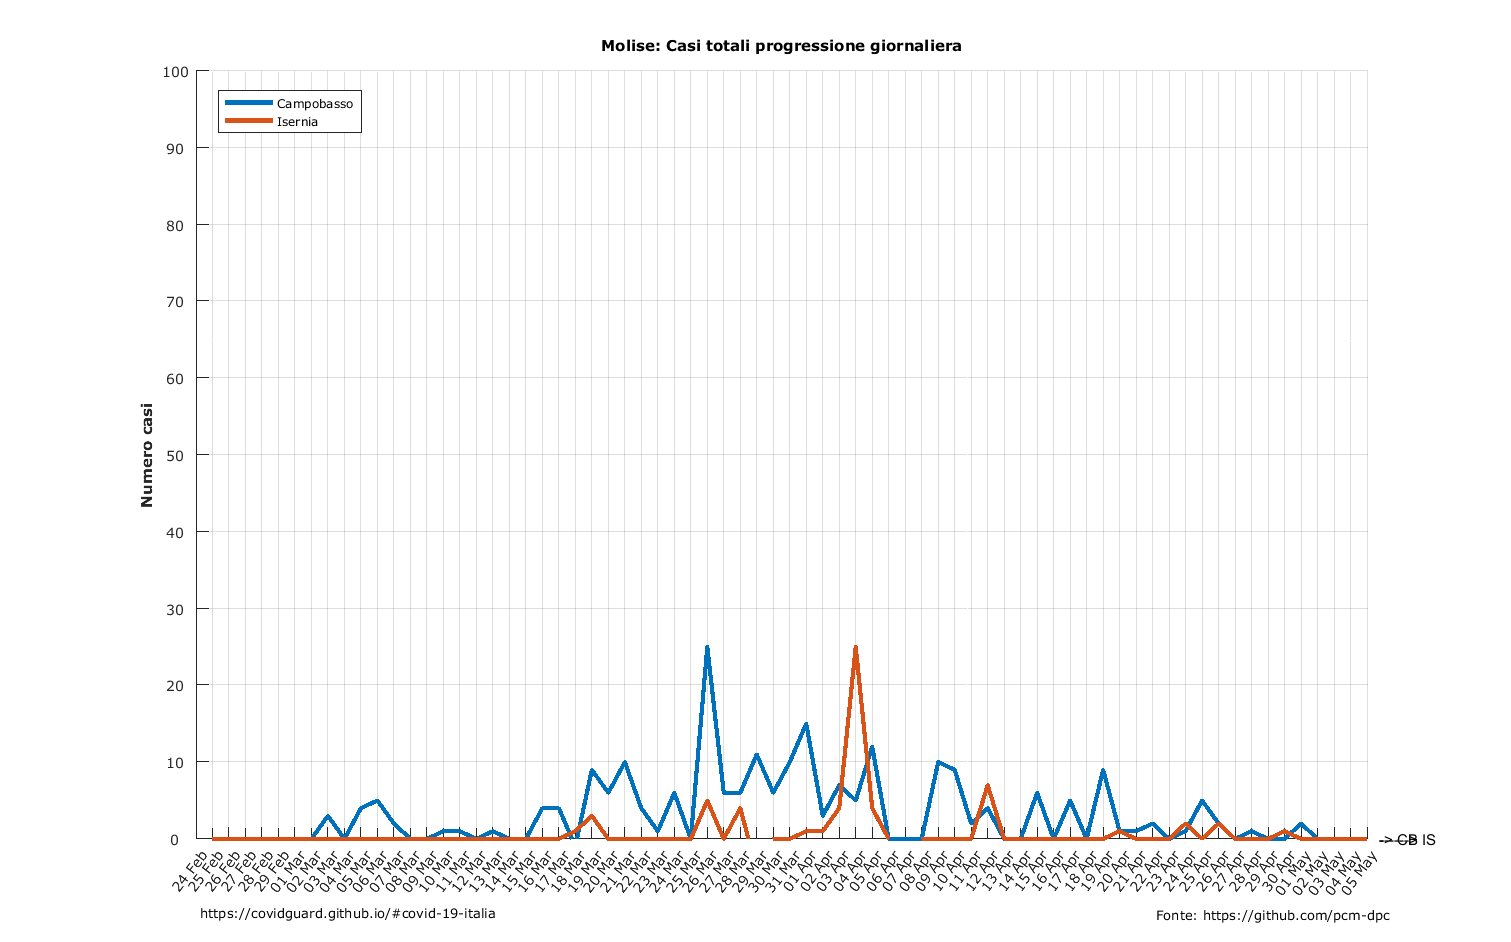 Molise: Casi totali progressione giornaliera
100
90
80
70
60
50
40
30
20
10
0
Numero casi
Campobasso
Isernia
24 Feb
25 Feb
26 Feb
27 Feb
28 Feb
29 Feb
01 Mar
02 Mar
03 Mar
04 Mar
05 Mar
06 Mar
07 Mar
08 Mar
09 Mar
10 Mar
11 Mar
12 Mar
13 Mar
14 Mar
15 Mar
16 Mar
17 Mar
18 Mar
19 Mar
20 Mar
21 Mar
22 Mar
23 Mar
24 Mar
25 Mar
26 Mar
27 Mar
28 Mar
29 Mar
30 Mar
31 Mar
01 Apr
02 Apr
03 Apr
04 Apr
05 Apr
06 Apr
07 Apr
08 Apr
09 Apr
10 Apr
11 Apr
12 Apr
13 Apr
14 Apr
15 Apr
16 Apr
17 Apr
18 Apr
19 Apr
20 Apr
21 Apr
22 Apr
23 Apr
24 Apr
25 Apr
26 Apr
27 Apr
28 Apr
29 Apr
30 Apr
01 May
02 May
03 May
04 May
05 May
-> CB IS
https://covidguard.github.io/#covid-19-italia
Fonte: https://github.com/pcm-dpc